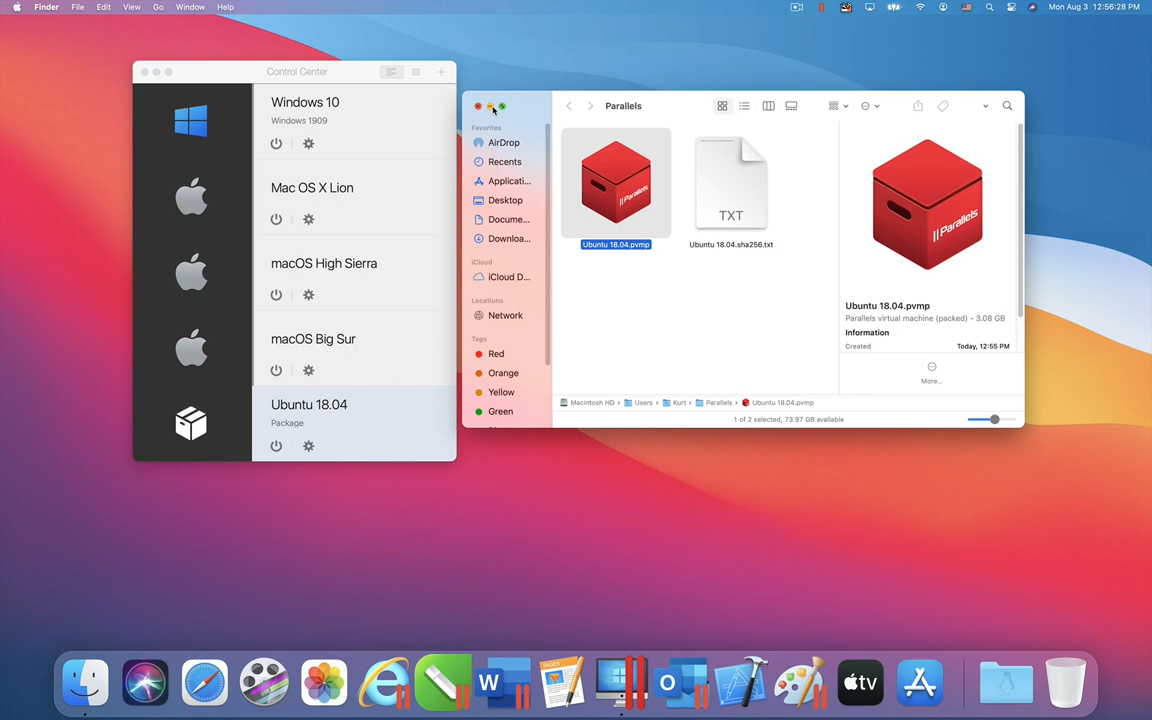 Finder File Edit View Go Window Help
Mon Aug 3 12:56:28 PM
Control Center
Windows 10
Windows 1909
Mac OS X Lion
macOS High Sierra
macOS Big Sur
Ubuntu 18.04
Package
Parallels
Favorites
AirDrop
Recents
Applicati...
Desktop
Docume...
Downloa...
iCloud
iCloud D...
Locations
Network
Tags
Red
Orange
Yellow
Green
|| Parallels
Ubuntu 18.04.pvmp
TXT
Ubuntu 18.04.sha256.txt
|| Parallels
Ubuntu 18.04.pvmp
Parallels virtual machine (packed) - 3.08 GB
Information
Created Today, 12:55 PM
More...
Macintosh HD › Users › Kurt › Parallels › Ubuntu 18.04.pvmp
1 of 2 selected, 73.97 GB available
W
PAGES
O
tv